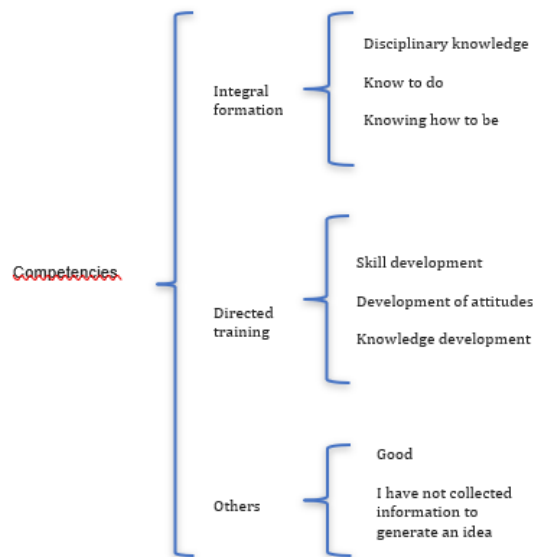 Competencies
Integral
formation
Disciplinary knowledge
Know to do
Knowing how to be
Directed
training
Skill development
Development of attitudes
Knowledge development
Others
Good
I have not collected
information to
generate an idea